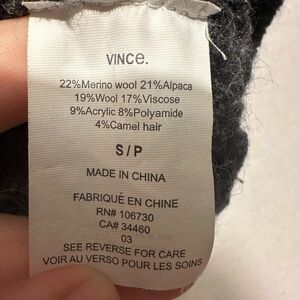 VINCE.
22%Merino wool 21%Alpaca
19%Wool 17%Viscose
9%Acrylic 8%Polyamide
4%Camel hair
S/P
MADE IN CHINA
FABRIQUÉ EN CHINE
RN# 106730
CA# 34460
03
SEE REVERSE FOR CARE
VOIR AU VERSO POUR LES SOINS